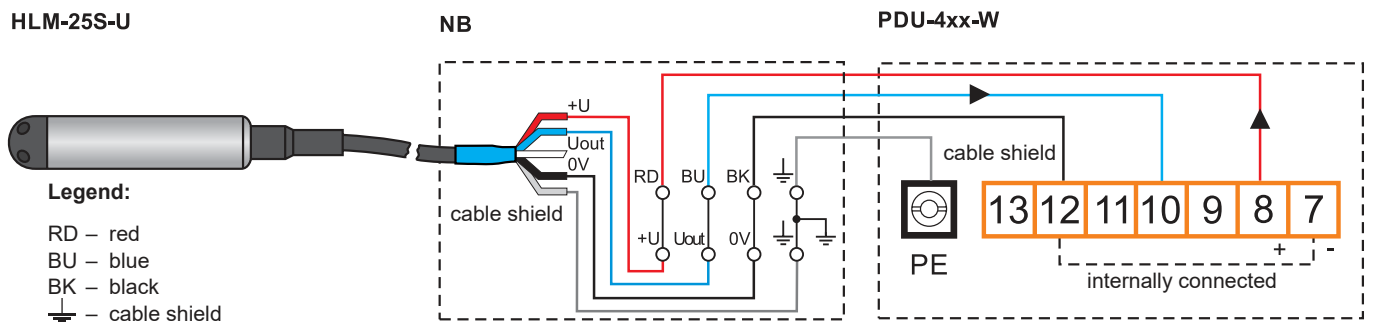 HLM-25S-U
NB
PDU-4xx-W
+U
Uout
0V
cable shield
RD BU BK
+U Uout 0V
cable shield
PE
13 12 11 10 9 8 7
+ -
internally connected
Legend:
RD – red
BU – blue
BK – black
– cable shield